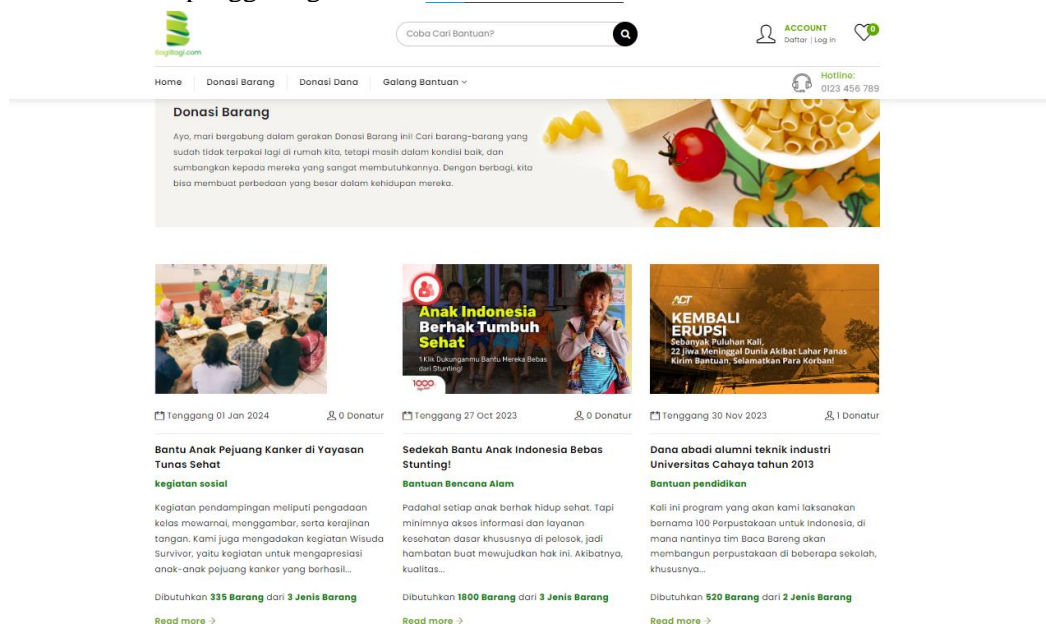 BagiBagi.com
Coba Cari Bantuan?
ACCOUNT
Daftar | Log in
0
Home
Donasi Barang
Donasi Dana
Galang Bantuan
Hotline:
0123 456 789
Donasi Barang
Ayo, mari bergabung dalam gerakan Donasi Barang ini! Cari barang-barang yang
sudah tidak terpakai lagi di rumah kita, tetapi masih dalam kondisi baik, dan
sumbangkan kepada mereka yang sangat membutuhkannya. Dengan berbagi, kita
bisa membuat perbedaan yang besar dalam kehidupan mereka.
Tenggang 01 Jan 2024
0 Donatur
Bantu Anak Pejuang Kanker di Yayasan
Tunas Sehat
kegiatan sosial
Kegiatan pendampingan meliputi pengadaan
kelas mewarnai, menggambar, serta kerajinan
tangan. Kami juga mengadakan kegiatan Wisuda
Survivor, yaitu kegiatan untuk mengapresiasi
anak-anak pejuang kanker yang berhasil...
Dibutuhkan 335 Barang dari 3 Jenis Barang
Read more →
Anak Indonesia
Berhak Tumbuh
Sehat
1 Klik Dukunganmu Bantu Mereka Bebas
dari Stunting!
1000
Tenggang 27 Oct 2023
0 Donatur
Sedekah Bantu Anak Indonesia Bebas
Stunting!
Bantuan Bencana Alam
Padahal setiap anak berhak hidup sehat. Tapi
minimnya akses informasi dan layanan
kesehatan dasar khususnya di pelosok, jadi
hambatan buat mewujudkan hak ini. Akibatnya,
kualitas...
Dibutuhkan 1800 Barang dari 3 Jenis Barang
Read more →
ACT
KEMBALI
ERUPSI
Sebanyak Puluhan Kali,
22 Jiwa Meninggal Dunia Akibat Lahar Panas
Kirim Bantuan, Selamatkan Para Korban!
Tenggang 30 Nov 2023
1 Donatur
Dana abadi alumni teknik industri
Universitas Cahaya tahun 2013
Bantuan pendidikan
Kali ini program yang akan kami laksanakan
bernama 100 Perpustakaan untuk Indonesia, di
mana nantinya tim Baca Bareng akan
membangun perpustakaan di beberapa sekolah,
khususnya...
Dibutuhkan 520 Barang dari 2 Jenis Barang
Read more →